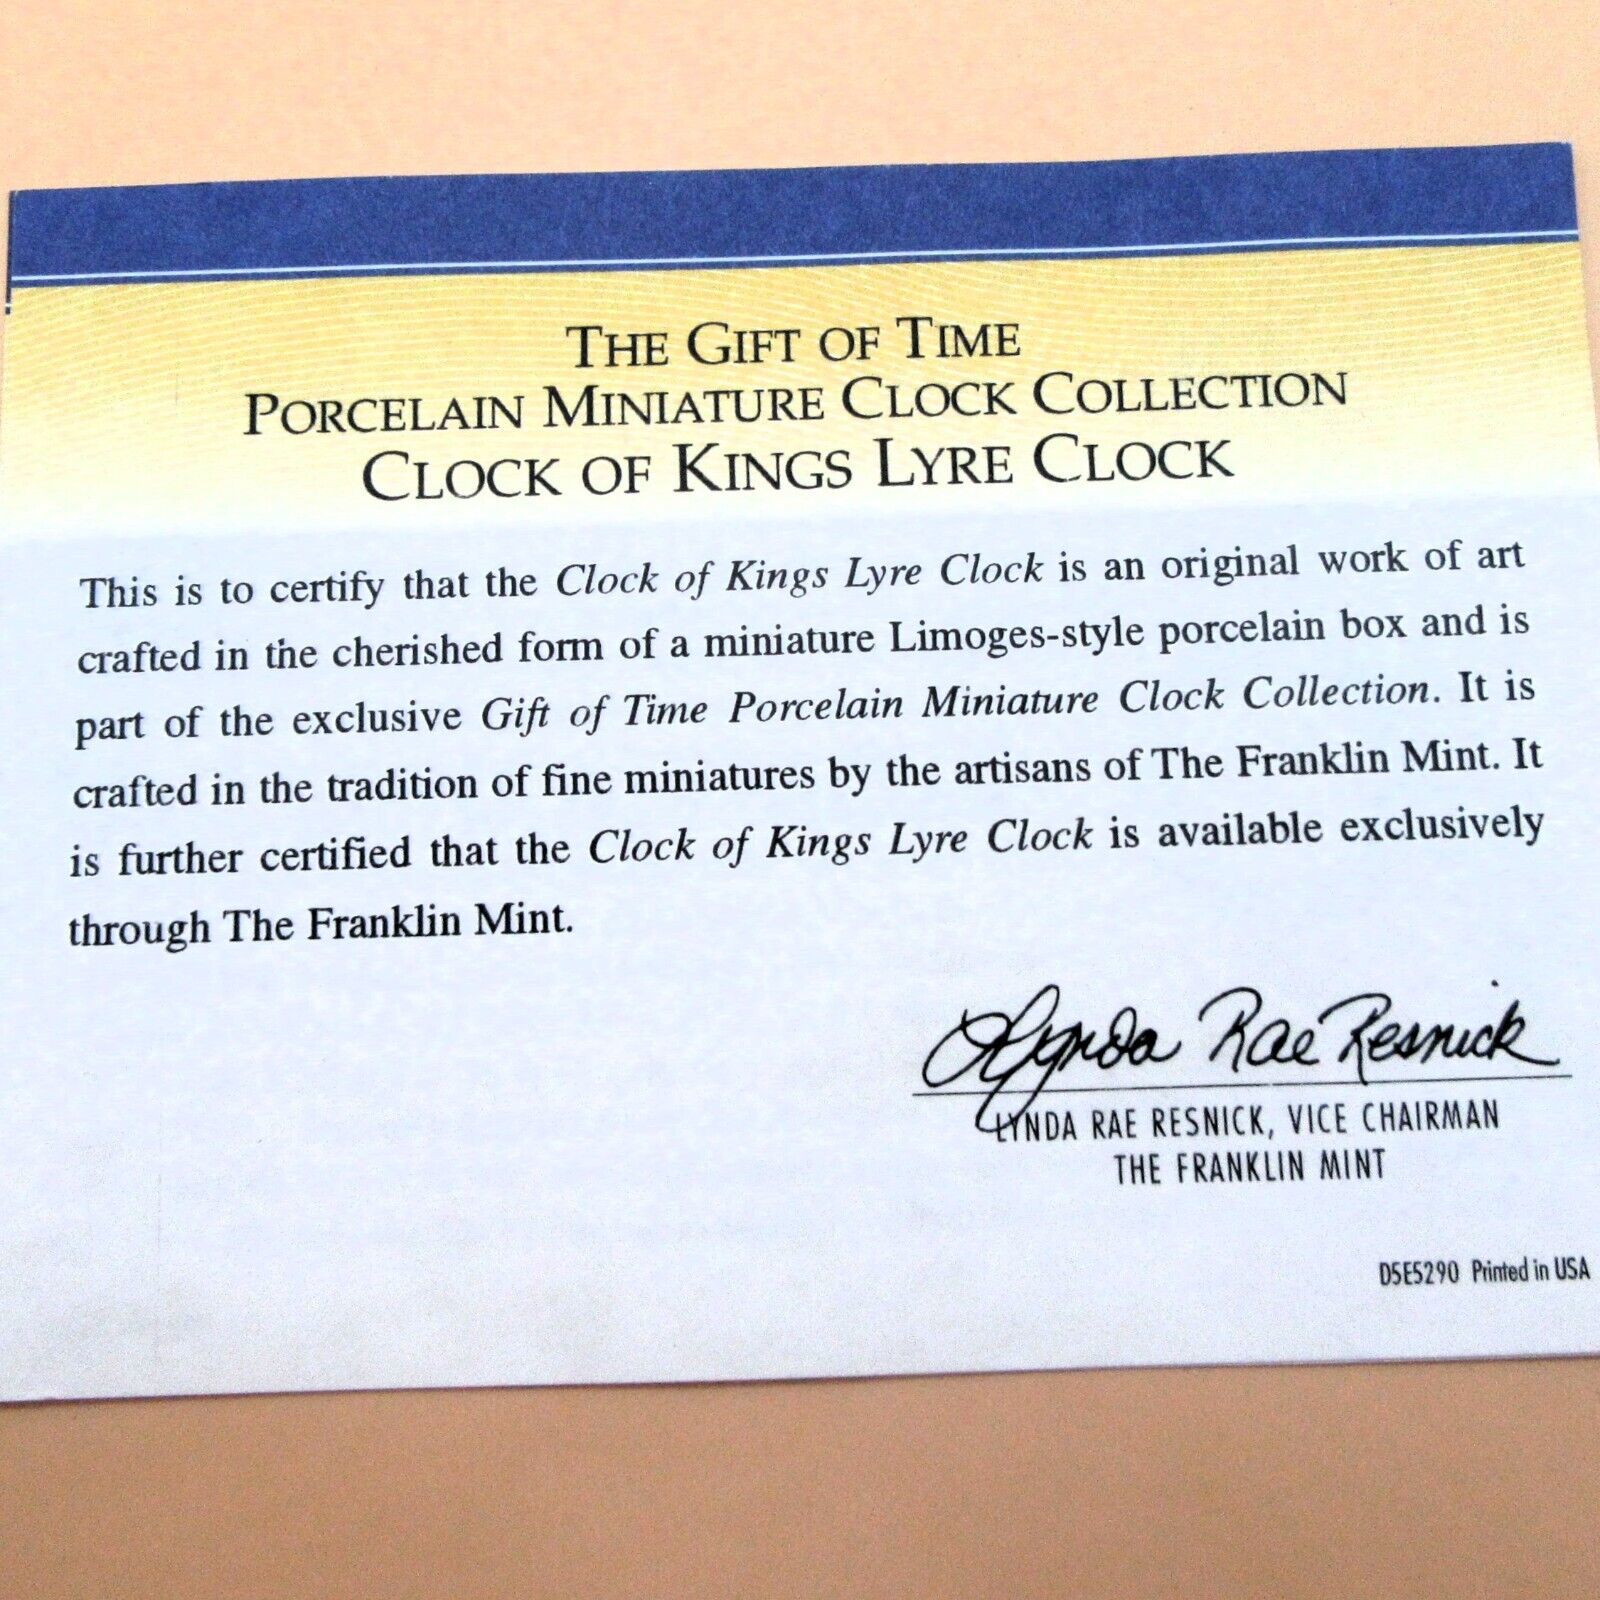 THE GIFT OF TIME
PORCELAIN MINIATURE CLOCK COLLECTION
CLOCK OF KINGS LYRE CLOCK
This is to certify that the Clock of Kings Lyre Clock is an original work of art
crafted in the cherished form of a miniature Limoges-style porcelain box and is
part of the exclusive Gift of Time Porcelain Miniature Clock Collection. It is
crafted in the tradition of fine miniatures by the artisans of The Franklin Mint. It
is further certified that the Clock of Kings Lyre Clock is available exclusively
through The Franklin Mint.
Lynda Rae Resnick
LYNDA RAE RESNICK, VICE CHAIRMAN
THE FRANKLIN MINT
D5E5290 Printed in USA